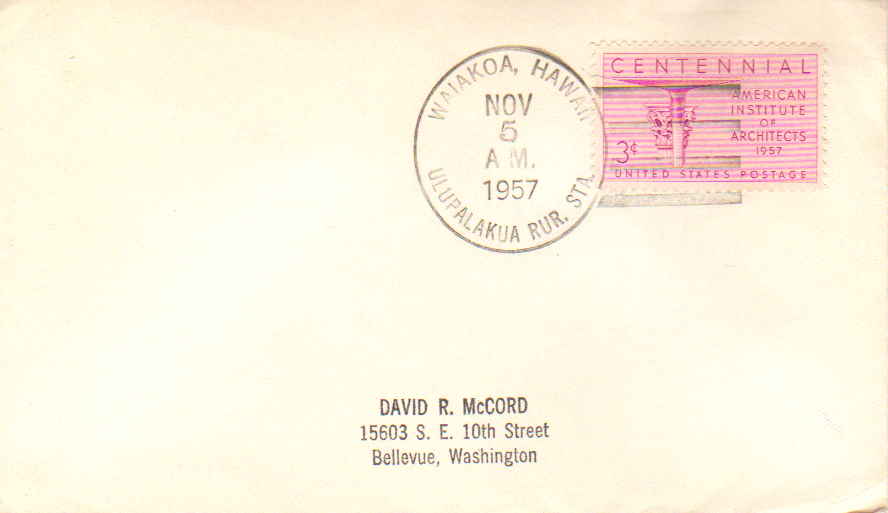 WAIAKOA, HAWAII
NOV
5
A M.
1957
ULUPALAKUA RUR. STA.
CENTENNIAL
AMERICAN
INSTITUTE
OF
ARCHITECTS
1957
3¢
UNITED STATES POSTAGE
DAVID R. McCORD
15603 S. E. 10th Street
Bellevue, Washington